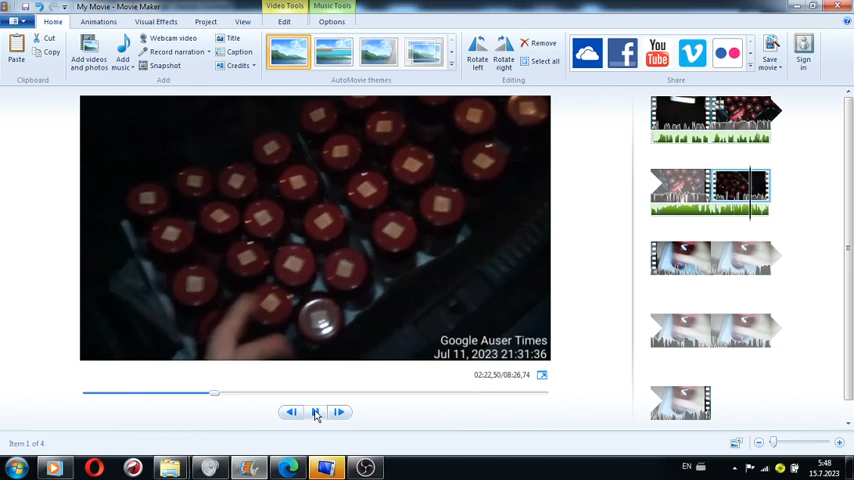 My Movie - Movie Maker
Video Tools
Music Tools
Home
Animations
Visual Effects
Project
View
Edit
Options
Paste
Cut
Copy
Clipboard
Add videos
and photos
Add
music
Webcam video
Record narration
Snapshot
Title
Caption
Credits
Add
AutoMovie themes
Rotate
left
Rotate
right
Remove
Select all
Editing
You
Tube
Share
Save
movie
Sign
in
Google Auser Times
Jul 11, 2023 21:31:36
02:22,50/08:26,74
Item 1 of 4
EN
5:48
15.7.2023